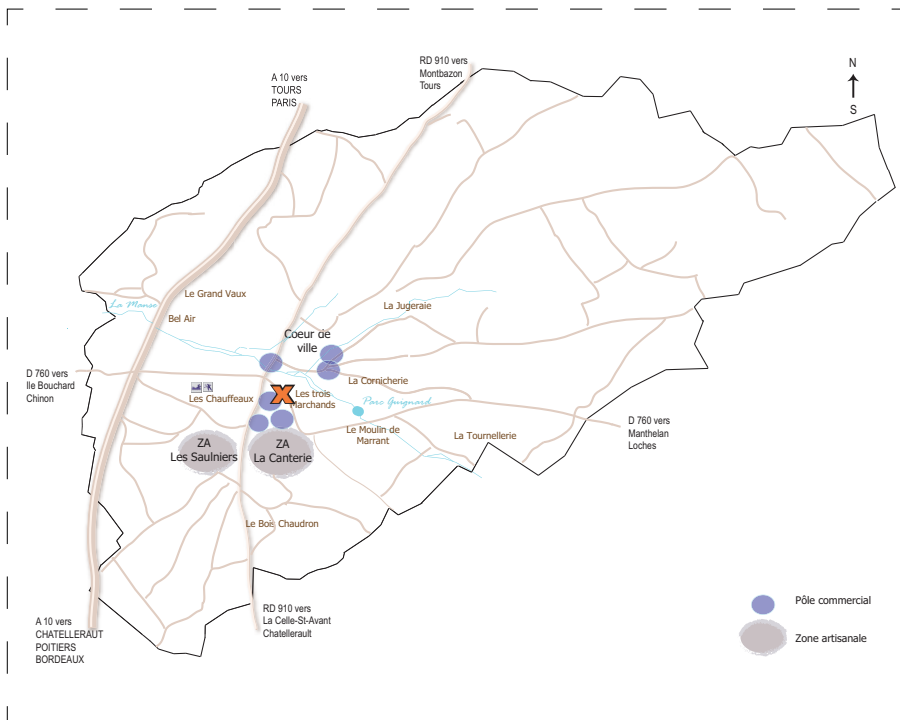 RD 910 vers
Montbazon
Tours
N
S
A 10 vers
TOURS
PARIS
Le Grand Vaux
La Manse
La Jugeraie
Bel Air
Coeur de
ville
D 760 vers
Ile Bouchard
Chinon
La Cornicherie
Les Chauffeaux
X
Les trois
Marchands
Parc Guignard
Le Moulin de
Marrant
La Tournellerie
D 760 vers
Manthelan
Loches
ZA
Les Saulniers
ZA
La Canterie
Le Bois Chaudron
RD 910 vers
La Celle-St-Avant
Chatellerault
A 10 vers
CHATELLERAUT
POITIERS
BORDEAUX
Pôle commercial
Zone artisanale